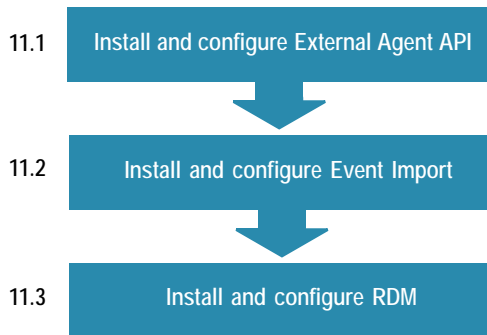 11.1 Install and configure External Agent API
11.2 Install and configure Event Import
11.3 Install and configure RDM